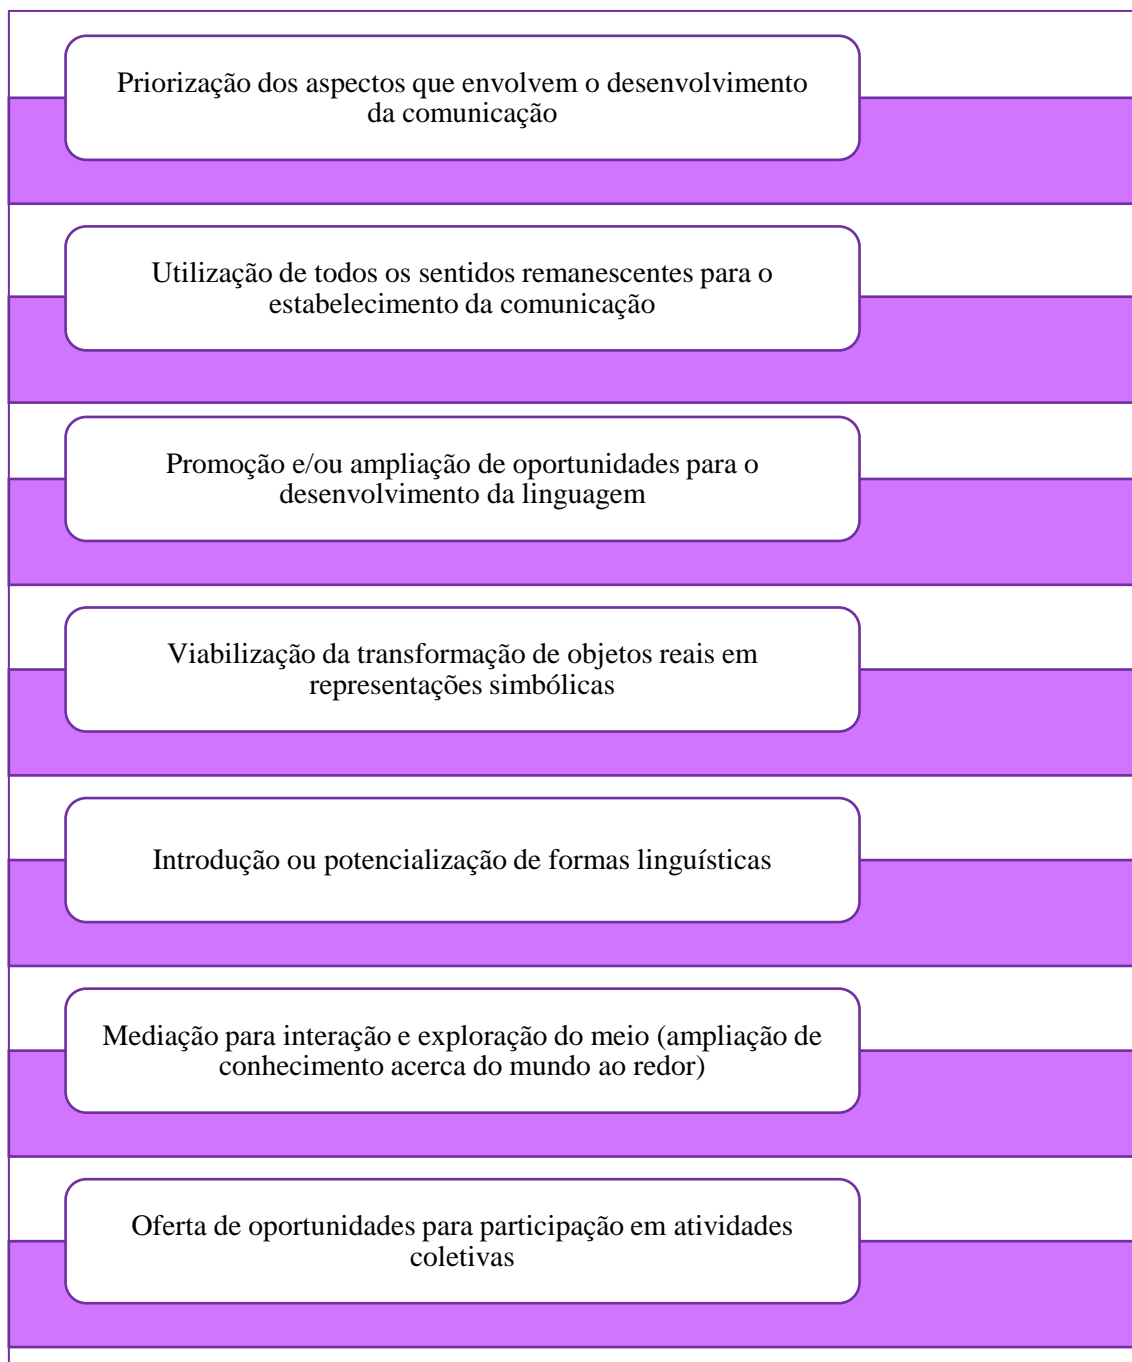 Priorização dos aspectos que envolvem o desenvolvimento
da comunicação
Utilização de todos os sentidos remanescentes para o
estabelecimento da comunicação
Promoção e/ou ampliação de oportunidades para o
desenvolvimento da linguagem
Viabilização da transformação de objetos reais em
representações simbólicas
Introdução ou potencialização de formas linguísticas
Mediação para interação e exploração do meio (ampliação de
conhecimento acerca do mundo ao redor)
Oferta de oportunidades para participação em atividades
coletivas